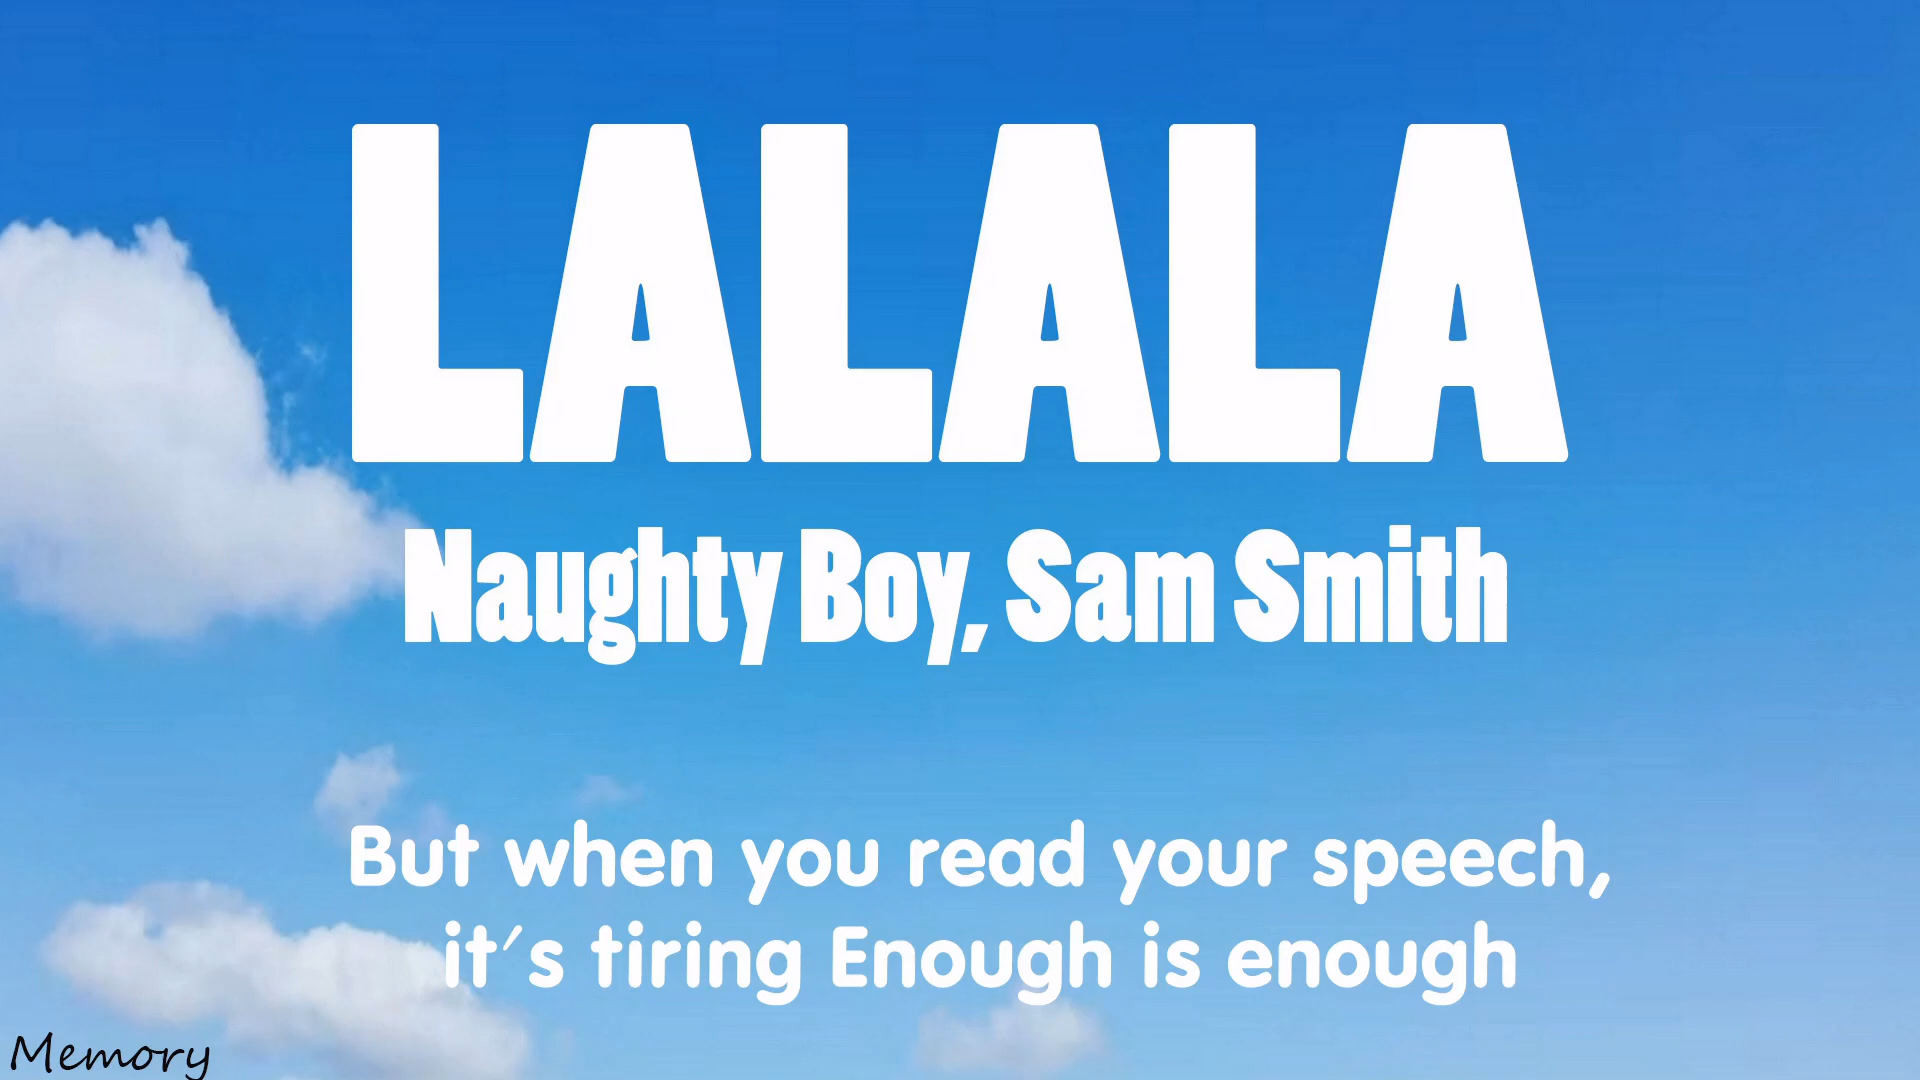 LALALA
Naughty Boy, Sam Smith
But when you read your speech,
it's tiring Enough is enough
Memory